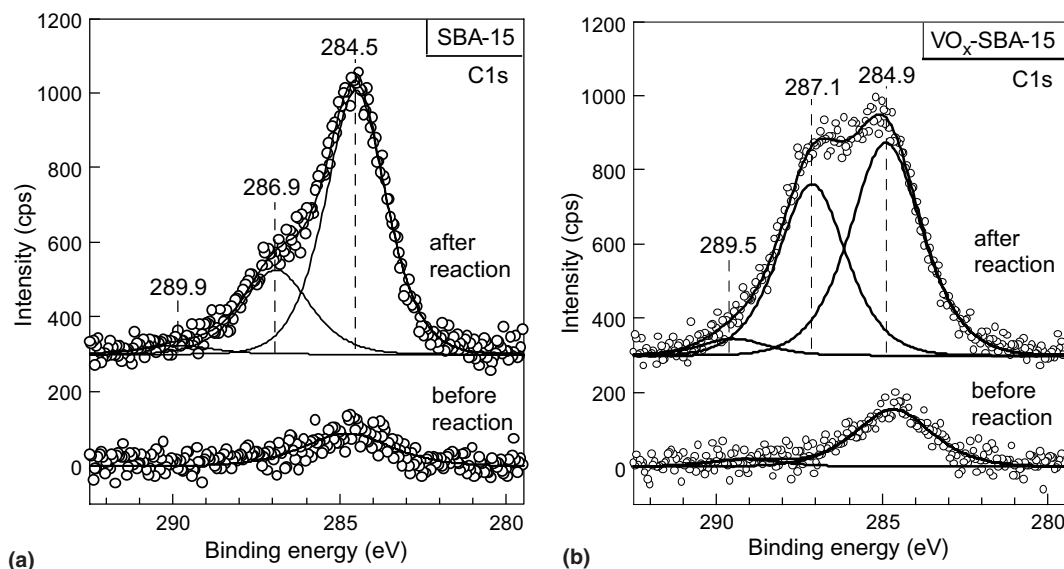 1200
1000
800
600
400
200
0
Intensity (cps)
SBA-15
C1s
284.5
286.9
289.9
after
reaction
before
reaction
290
285
280
Binding energy (eV)
(a)
1200
1000
800
600
400
200
0
Intensity (cps)
VOx-SBA-15
C1s
287.1
284.9
289.5
after
reaction
before
reaction
290
285
280
Binding energy (eV)
(b)